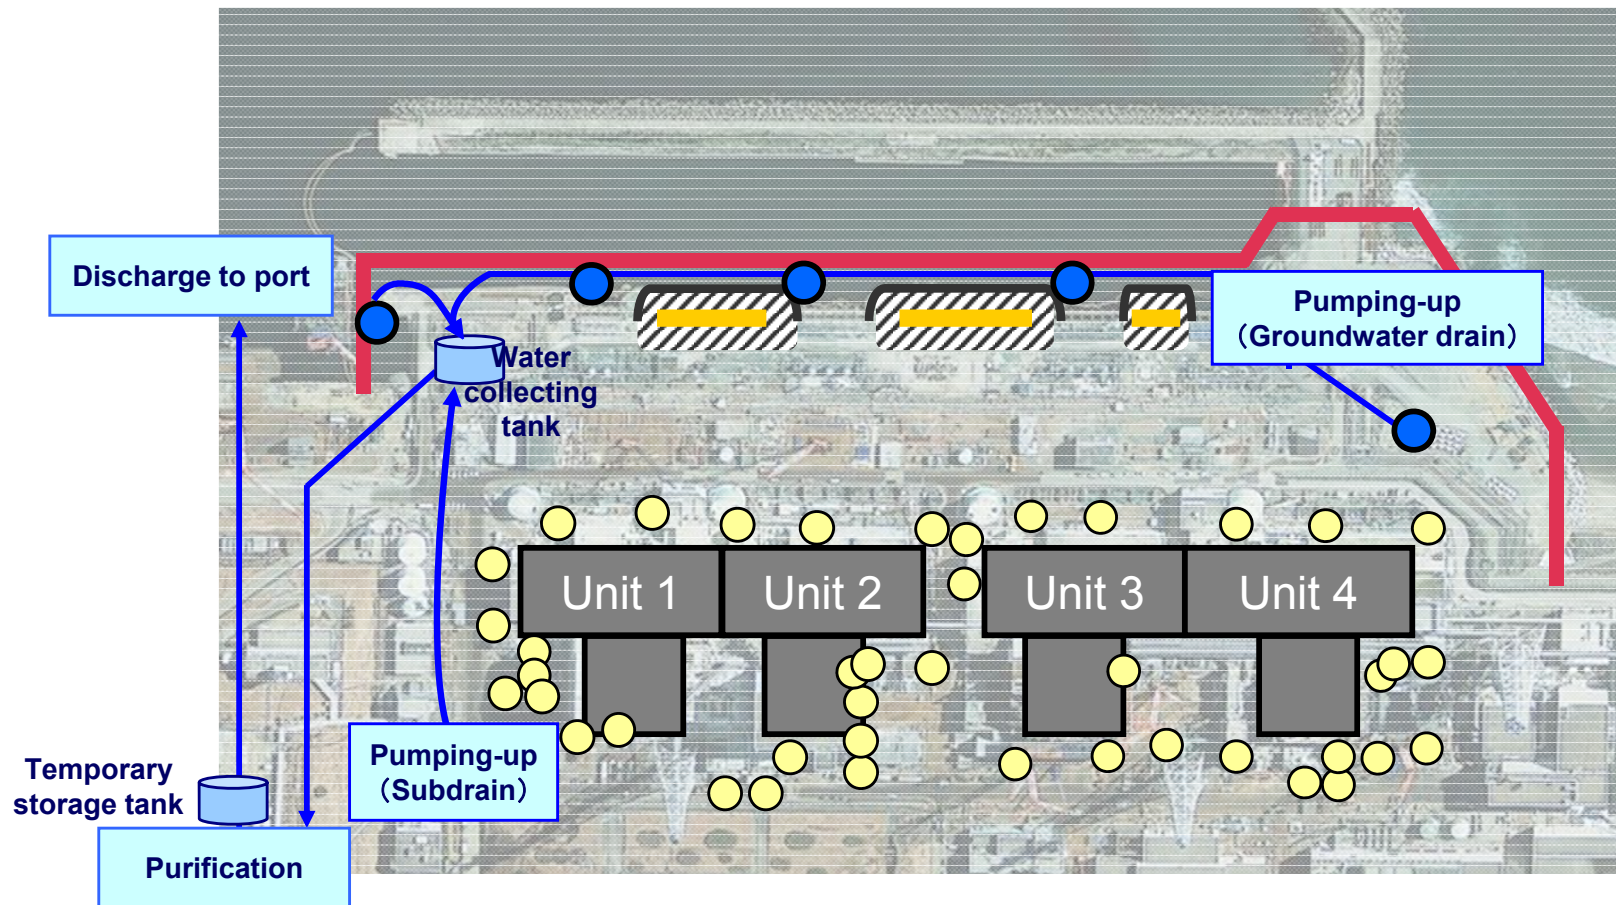 Discharge to port
Pumping-up
（Groundwater drain）
Water
collecting
tank
Unit 1
Unit 2
Unit 3
Unit 4
Pumping-up
（Subdrain）
Temporary
storage tank
Purification